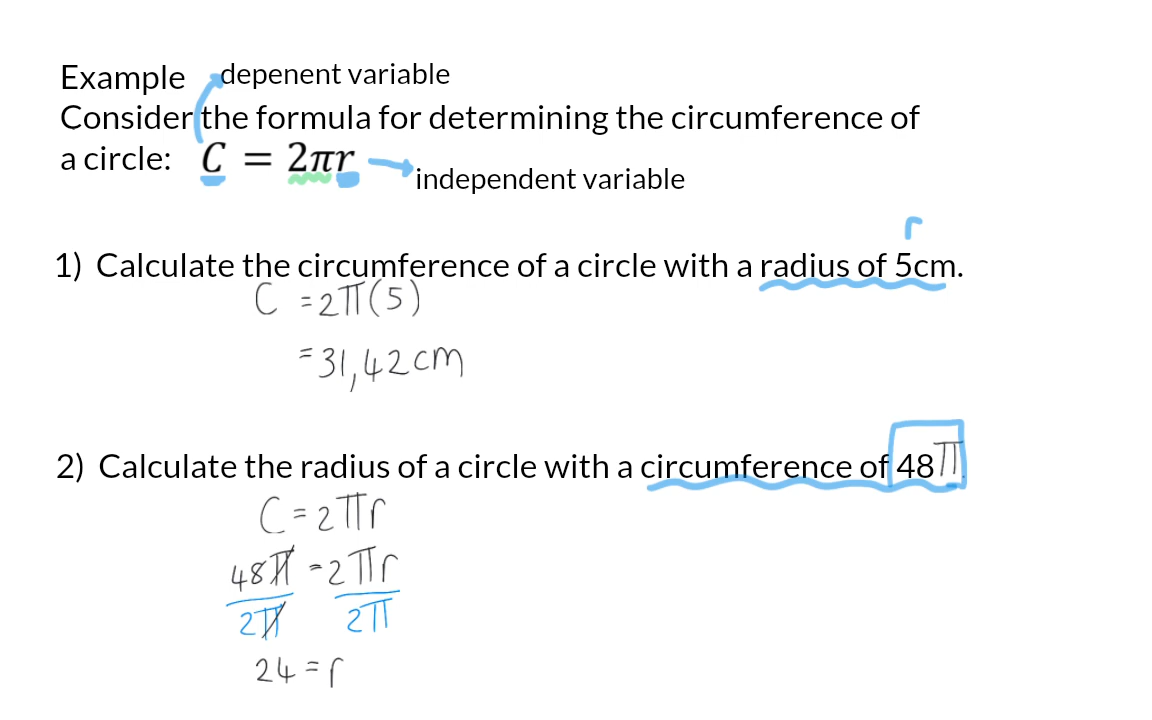 Example depenent variable
Consider the formula for determining the circumference of
a circle: C = 2πr
independent variable
r
1) Calculate the circumference of a circle with a radius of 5cm.
C = 2π(5)
= 31,42cm
2) Calculate the radius of a circle with a circumference of 48π.
C = 2πr
48π = 2πr
2π 2π
24 = r